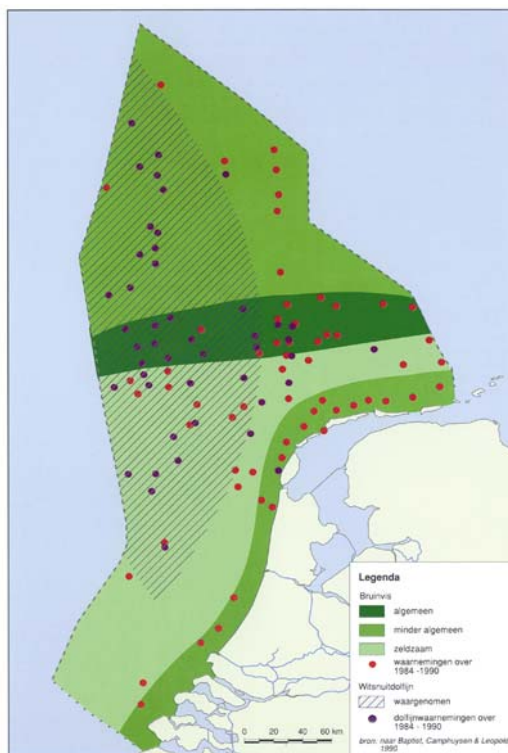 Legenda
Bruinvis
algemeen
minder algemeen
zeldzaam
waarnemingen over
1984 -1990
Witsnuitdolfijn
waargenomen
dolfijnwaarnemingen over
1984 - 1990
bron: naar Baptist, Camphuysen & Leopold
1990
0 20 40 60 km